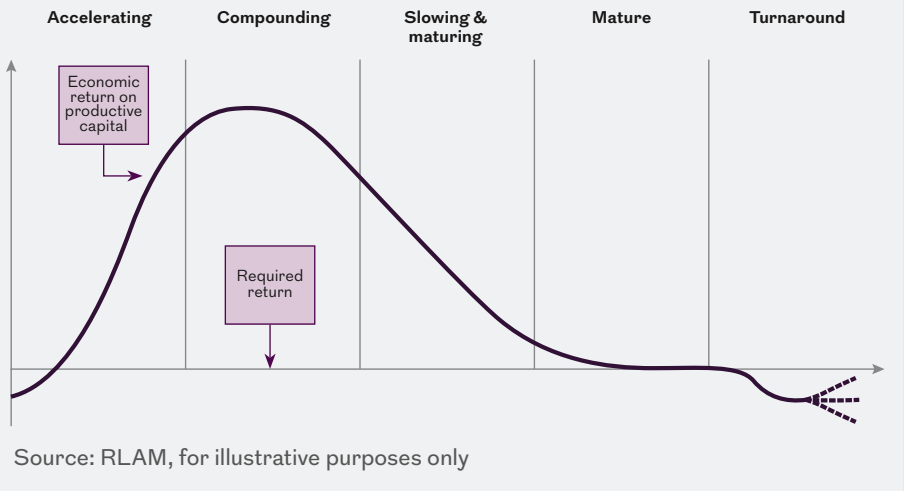 Accelerating
Compounding
Slowing &
maturing
Mature
Turnaround
Economic
return on
productive
capital
Required
return
Source: RLAM, for illustrative purposes only